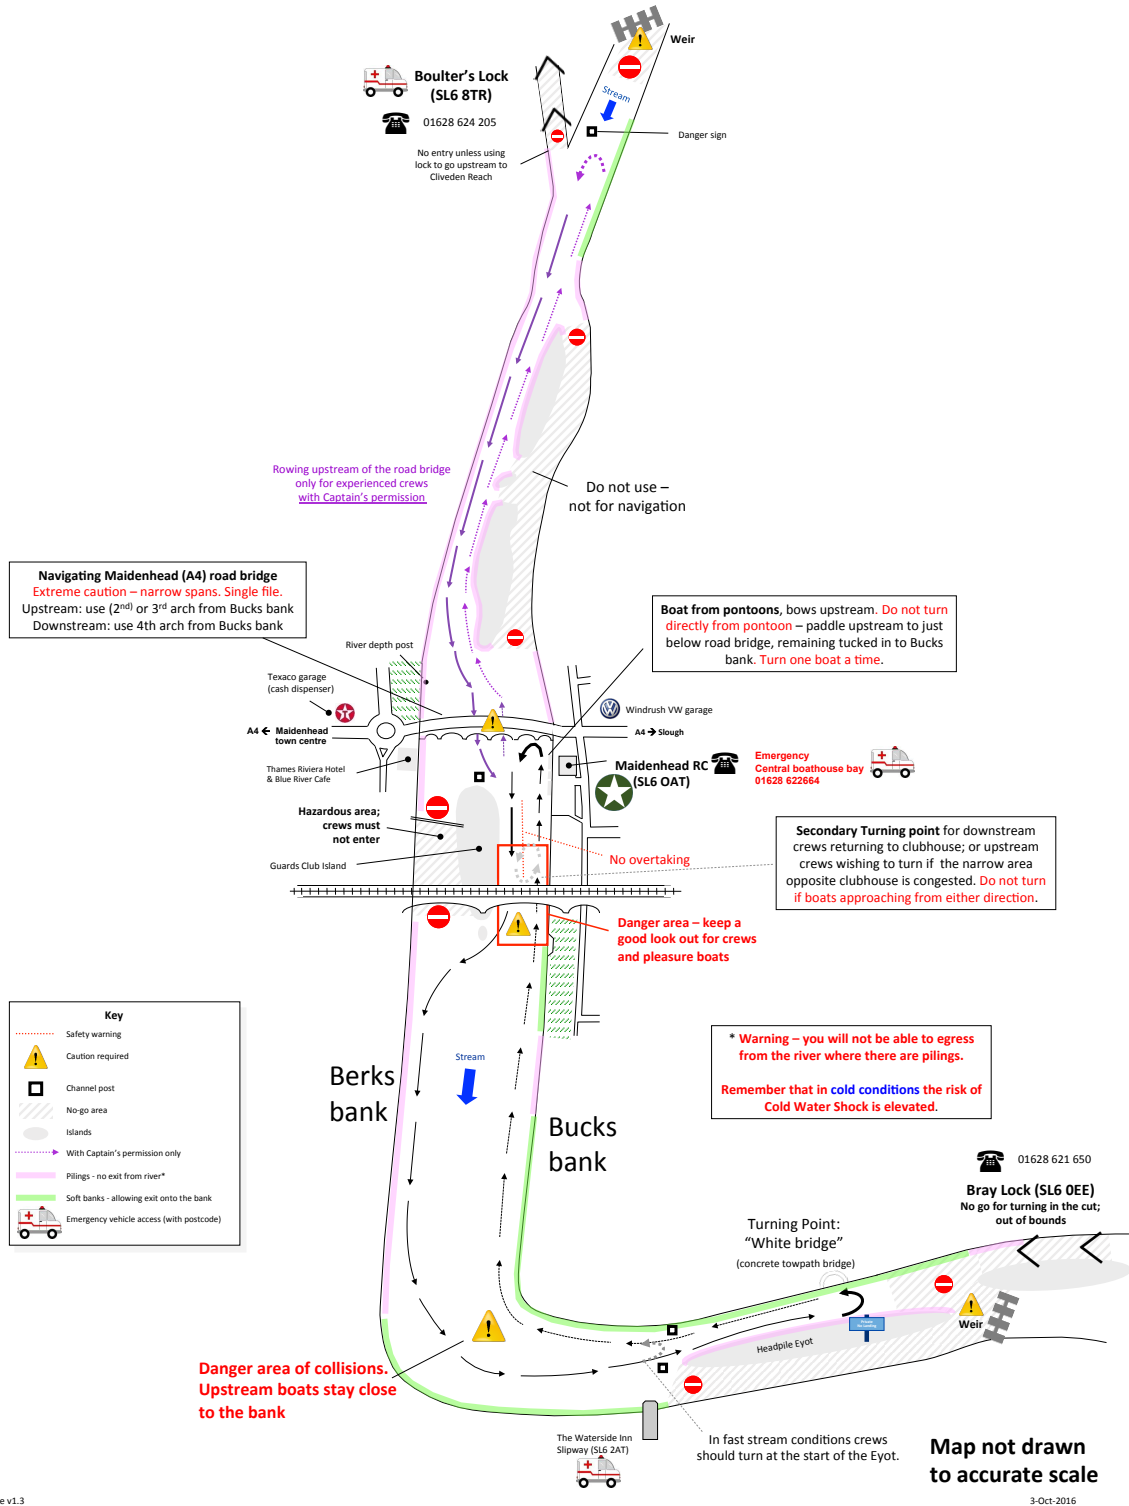 Weir
Boulter's Lock
(SL6 8TR)
01628 624 205
Stream
Danger sign
No entry unless using
lock to go upstream to
Cliveden Reach
Rowing upstream of the road bridge
only for experienced crews
with Captain's permission
Do not use –
not for navigation
Navigating Maidenhead (A4) road bridge
Extreme caution – narrow spans. Single file.
Upstream: use (2nd) or 3rd arch from Bucks bank
Downstream: use 4th arch from Bucks bank
Boat from pontoons, bows upstream. Do not turn
directly from pontoon – paddle upstream to just
below road bridge, remaining tucked in to Bucks
bank. Turn one boat a time.
River depth post
Texaco garage
(cash dispenser)
Windrush VW garage
A4 ← Maidenhead
town centre
A4 → Slough
Thames Riviera Hotel
& Blue River Cafe
Maidenhead RC
(SL6 OAT)
Emergency
Central boathouse bay
01628 622664
Hazardous area;
crews must
not enter
Guards Club Island
No overtaking
Secondary Turning point for downstream
crews returning to clubhouse; or upstream
crews wishing to turn if the narrow area
opposite clubhouse is congested. Do not turn
if boats approaching from either direction.
Danger area – keep a
good look out for crews
and pleasure boats
Key
Safety warning
Caution required
Channel post
No-go area
Islands
With Captain's permission only
Pilings - no exit from river*
Soft banks - allowing exit onto the bank
Emergency vehicle access (with postcode)
Stream
Berks
bank
Bucks
bank
* Warning – you will not be able to egress
from the river where there are pilings.
Remember that in cold conditions the risk of
Cold Water Shock is elevated.
01628 621 650
Bray Lock (SL6 0EE)
No go for turning in the cut;
out of bounds
Turning Point:
"White bridge"
(concrete towpath bridge)
Weir
Headpile Eyot
Danger area of collisions.
Upstream boats stay close
to the bank
The Waterside Inn
Slipway (SL6 2AT)
In fast stream conditions crews
should turn at the start of the Eyot.
Map not drawn
to accurate scale
e v1.3
3-Oct-2016